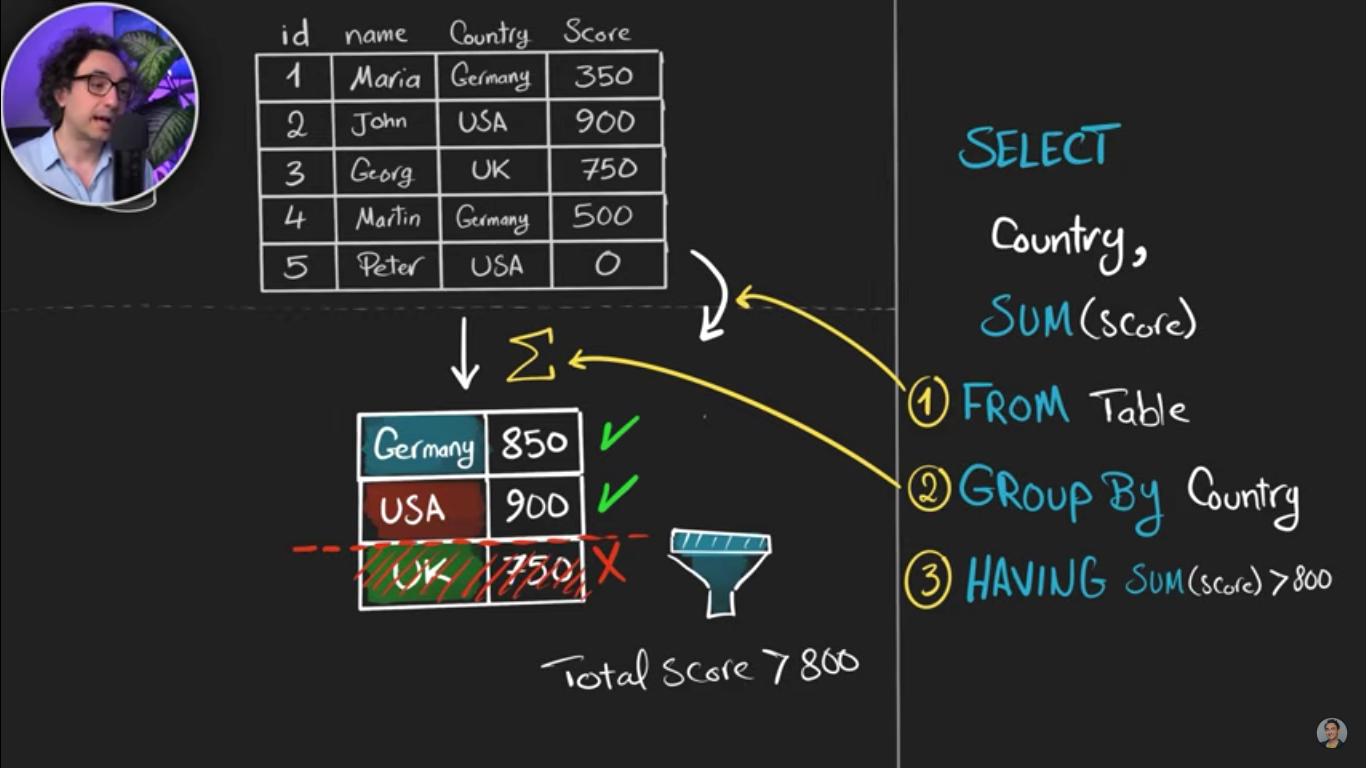 id name Country Score
1 Maria Germany 350
2 John USA 900
3 Georg UK 750
4 Martin Germany 500
5 Peter USA 0
Σ
Germany 850 ✓
USA 900 ✓
UK 750 X
Total Score > 800
SELECT
Country,
SUM(score)
① FROM Table
② GROUP BY Country
③ HAVING SUM(score) > 800